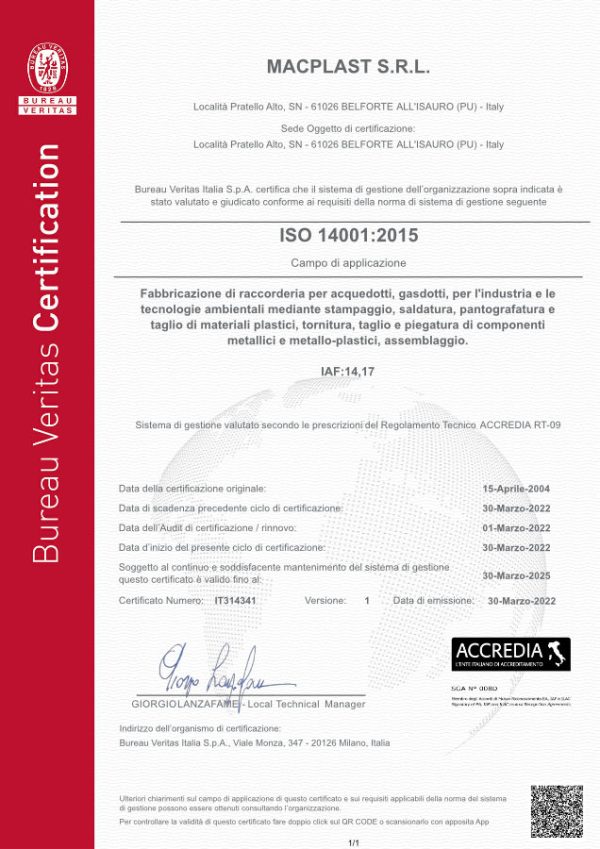 BUREAU VERITAS
1828
BUREAU
VERITAS
Bureau Veritas Certification
MACPLAST S.R.L.
Località Pratello Alto, SN - 61026 BELFORTE ALL'ISAURO (PU) - Italy
Sede Oggetto di certificazione:
Località Pratello Alto, SN - 61026 BELFORTE ALL'ISAURO (PU) - Italy
Bureau Veritas Italia S.p.A. certifica che il sistema di gestione dell'organizzazione sopra indicata è
stato valutato e giudicato conforme ai requisiti della norma di sistema di gestione seguente
ISO 14001:2015
Campo di applicazione
Fabbricazione di raccorderia per acquedotti, gasdotti, per l'industria e le
tecnologie ambientali mediante stampaggio, saldatura, pantografatura e
taglio di materiali plastici, tornitura, taglio e piegatura di componenti
metallici e metallo-plastici, assemblaggio.
IAF:14,17
Sistema di gestione valutato secondo le prescrizioni del Regolamento Tecnico ACCREDIA RT-09
Data della certificazione originale: 15-Aprile-2004
Data di scadenza precedente ciclo di certificazione: 30-Marzo-2022
Data dell'Audit di certificazione / rinnovo: 01-Marzo-2022
Data d'inizio del presente ciclo di certificazione: 30-Marzo-2022
Soggetto al continuo e soddisfacente mantenimento del sistema di gestione
questo certificato è valido fino al: 30-Marzo-2025
Certificato Numero: IT314341 Versione: 1 Data di emissione: 30-Marzo-2022
ACCREDIA
L'ENTE ITALIANO DI ACCREDITAMENTO
SGA N° 008D
GIORGIOLANZAFAME - Local Technical Manager
Indirizzo dell'organismo di certificazione:
Bureau Veritas Italia S.p.A., Viale Monza, 347 - 20126 Milano, Italia
Ulteriori chiarimenti sul campo di applicazione di questo certificato e sui requisiti applicabili della norma del sistema
di gestione possono essere ottenuti consultando l'organizzazione.
Per controllare la validità di questo certificato fare doppio click sul QR CODE o scansionarlo con apposita App
1/1